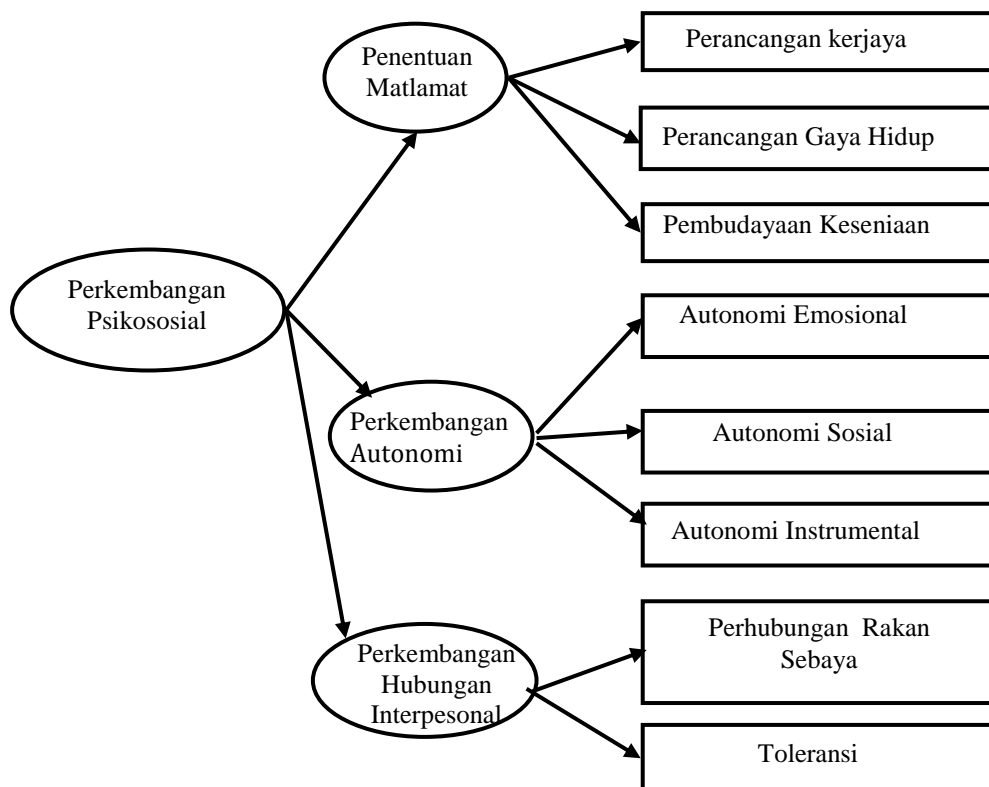 Penentuan
Matlamat
Perancangan kerjaya
Perancangan Gaya Hidup
Pembudayaan Keseniaan
Perkembangan
Psikososial
Perkembangan
Autonomi
Autonomi Emosional
Autonomi Sosial
Autonomi Instrumental
Perkembangan
Hubungan
Interpesonal
Perhubungan Rakan
Sebaya
Toleransi